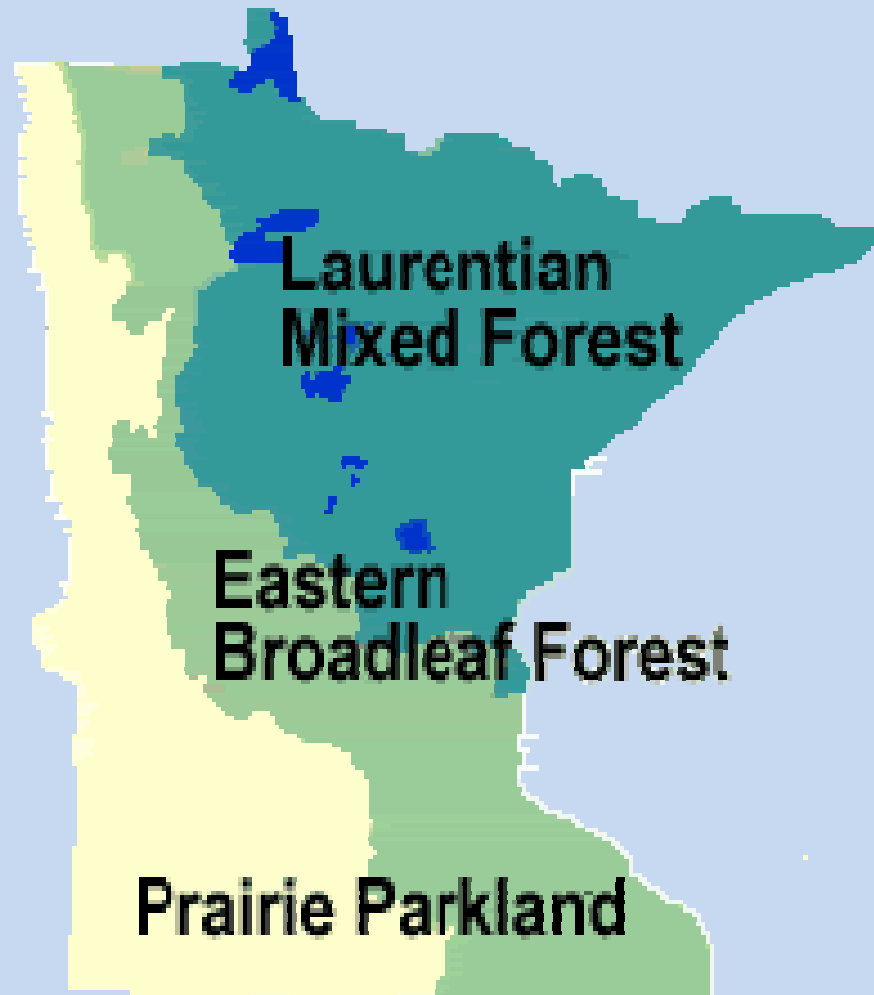 Laurentian
Mixed Forest
Eastern
Broadleaf Forest
Prairie Parkland